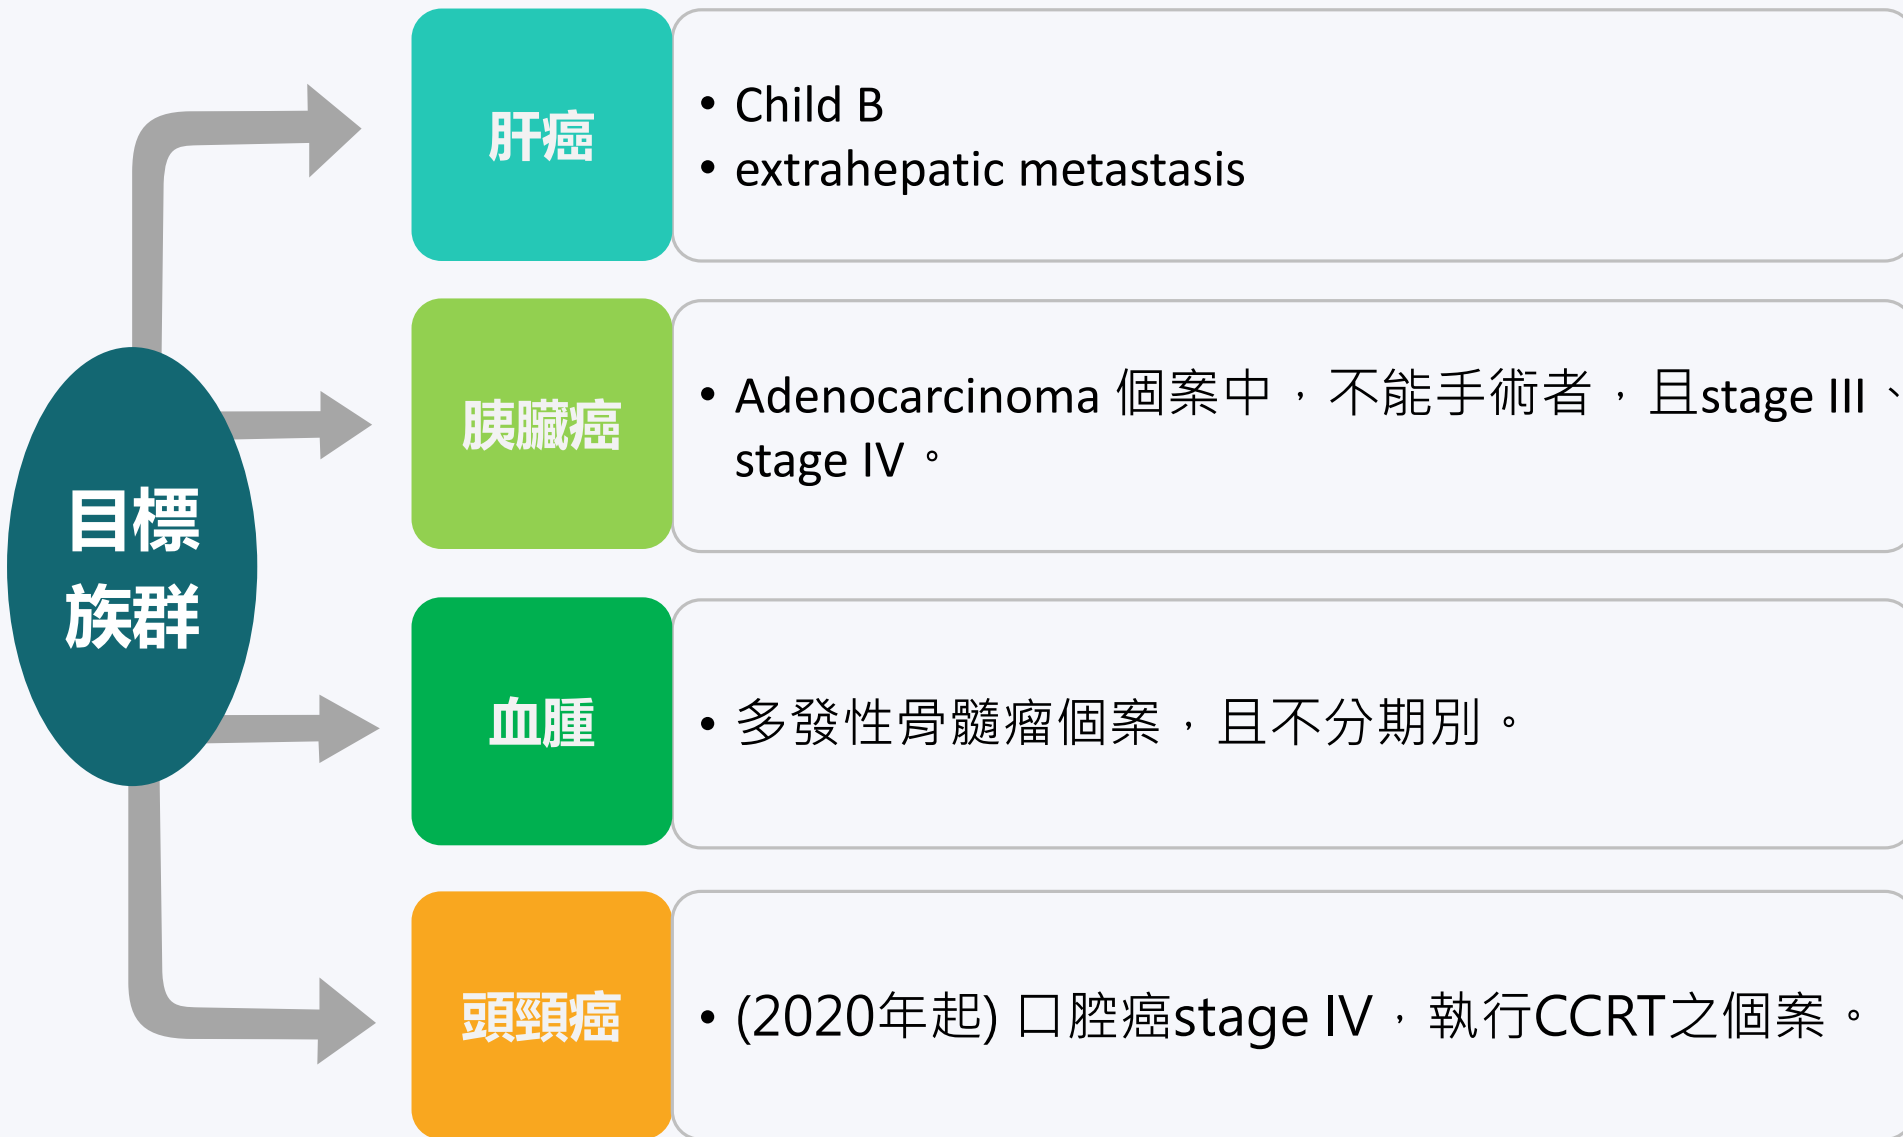 目標
族群
肝癌
• Child B
• extrahepatic metastasis
胰臟癌
• Adenocarcinoma 個案中，不能手術者，且stage III、
stage IV。
血腫
• 多發性骨髓瘤個案，且不分期別。
頭頸癌
• (2020年起) 口腔癌stage IV，執行CCRT之個案。